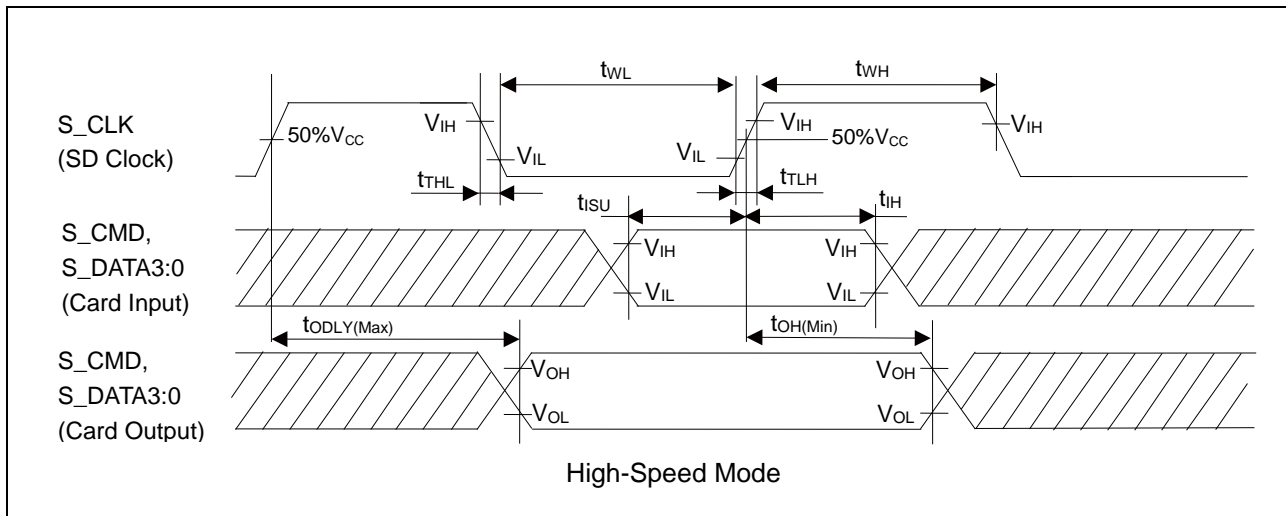 tWL
tWH
S_CLK
(SD Clock)
50%VCC
VIH
VIL
VIL
VIH
50%VCC
VIH
tTHL
tTLH
tISU
tIH
S_CMD,
S_DATA3:0
(Card Input)
VIH
VIL
VIH
VIL
tODLY(Max)
tOH(Min)
S_CMD,
S_DATA3:0
(Card Output)
VOH
VOL
VOH
VOL
High-Speed Mode